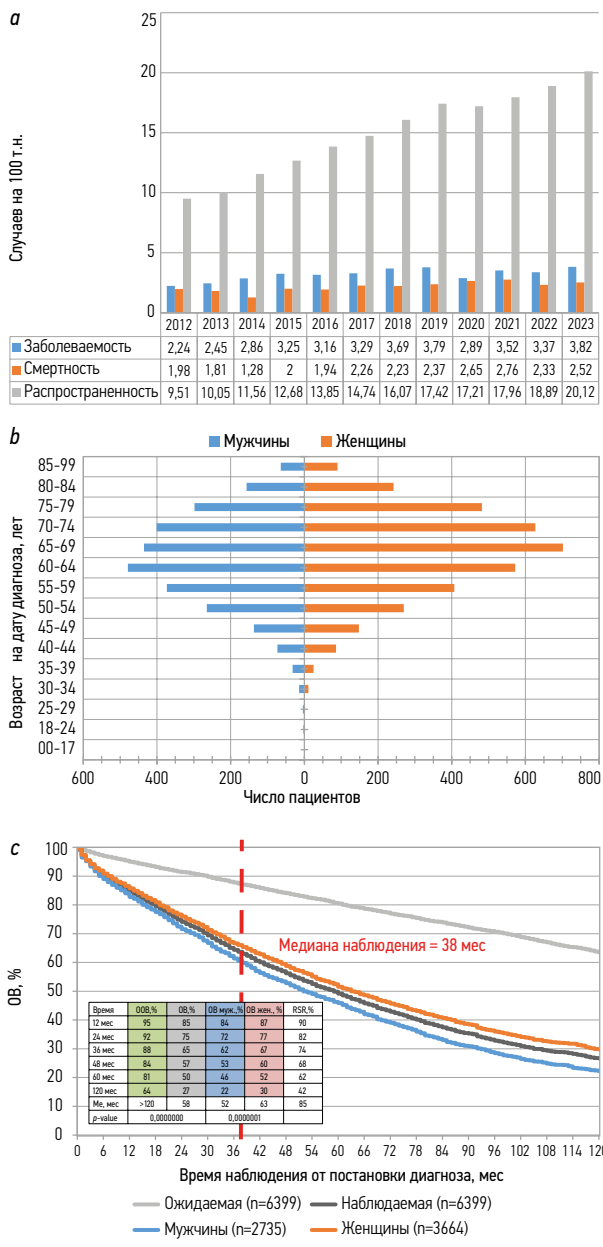 a
Случаев на 100 т.н.
25
20
15
10
5
0
2012 2013 2014 2015 2016 2017 2018 2019 2020 2021 2022 2023
Заболеваемость 2,24 2,45 2,86 3,25 3,16 3,29 3,69 3,79 2,89 3,52 3,37 3,82
Смертность 1,98 1,81 1,28 2 1,94 2,26 2,23 2,37 2,65 2,76 2,33 2,52
Распространенность 9,51 10,05 11,56 12,68 13,85 14,74 16,07 17,42 17,21 17,96 18,89 20,12
b
Мужчины Женщины
Возраст на дату диагноза, лет
85-99
80-84
75-79
70-74
65-69
60-64
55-59
50-54
45-49
40-44
35-39
30-34
25-29
18-24
00-17
600 400 200 0 200 400 600 800
Число пациентов
c
ОВ, %
100
90
80
70
60
50
40
30
20
10
0
Медиана наблюдения = 38 мес
Время ООВ,% ОВ,% ОВ муж.,% ОВ жен., % RSR,%
12 мес 95 85 84 87 90
24 мес 92 75 72 77 82
36 мес 88 65 62 67 74
48 мес 84 57 53 60 68
60 мес 81 50 46 52 62
120 мес 64 27 22 30 42
Ме, мес >120 58 52 63 85
p-value 0,0000000 0,0000001
0 6 12 18 24 30 36 42 48 54 60 66 72 78 84 90 96 102 108 114 120
Время наблюдения от постановки диагноза, мес
Ожидаемая (n=6399) Наблюдаемая (n=6399)
Мужчины (n=2735) Женщины (n=3664)